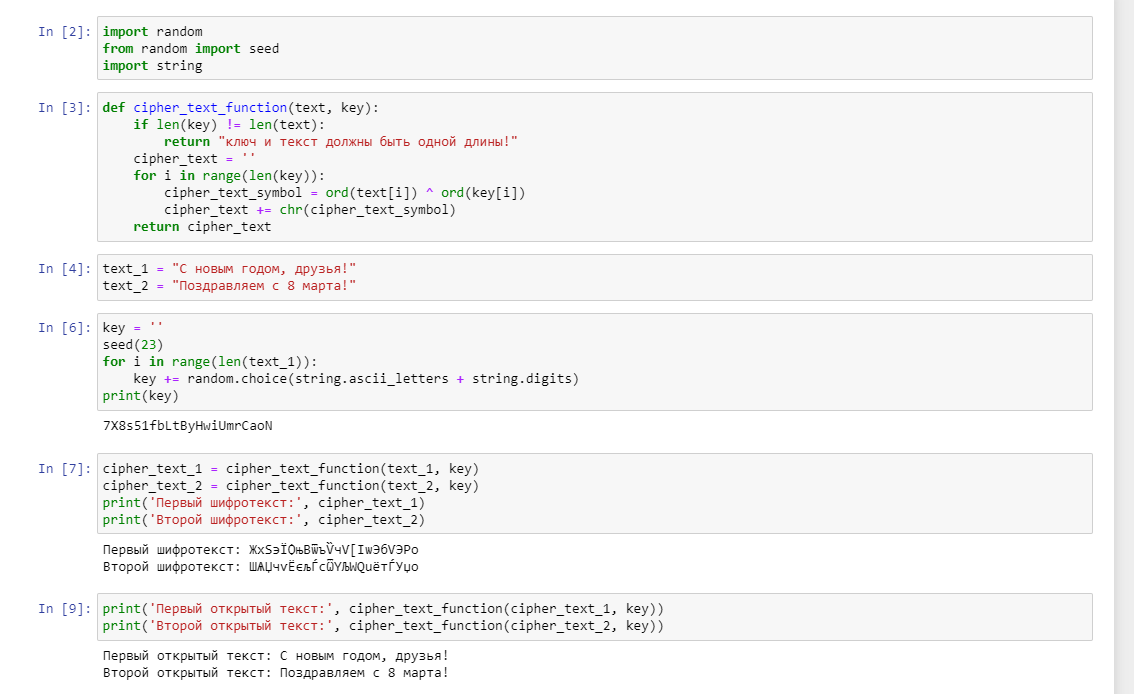 In [2]: import random
from random import seed
import string
In [3]: def cipher_text_function(text, key):
    if len(key) != len(text):
        return "ключ и текст должны быть одной длины!"
    cipher_text = ''
    for i in range(len(key)):
        cipher_text_symbol = ord(text[i]) ^ ord(key[i])
        cipher_text += chr(cipher_text_symbol)
    return cipher_text
In [4]: text_1 = "С новым годом, друзья!"
text_2 = "Поздравляем с 8 марта!"
In [6]: key = ''
seed(23)
for i in range(len(text_1)):
    key += random.choice(string.ascii_letters + string.digits)
print(key)
7X8s51fbLtByHwiUmrCaoN
In [7]: cipher_text_1 = cipher_text_function(text_1, key)
cipher_text_2 = cipher_text_function(text_2, key)
print('Первый шифротекст:', cipher_text_1)
print('Второй шифротекст:', cipher_text_2)
Первый шифротекст:
Второй шифротекст:
In [9]: print('Первый открытый текст:', cipher_text_function(cipher_text_1, key))
print('Второй открытый текст:', cipher_text_function(cipher_text_2, key))
Первый открытый текст: С новым годом, друзья!
Второй открытый текст: Поздравляем с 8 марта!